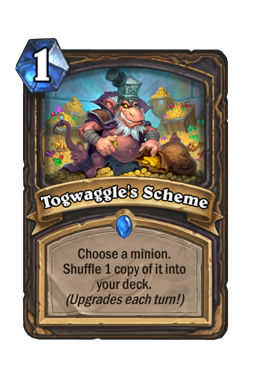 1
Togwaggle's Scheme
Choose a minion.
Shuffle 1 copy of it into
your deck.
(Upgrades each turn!)